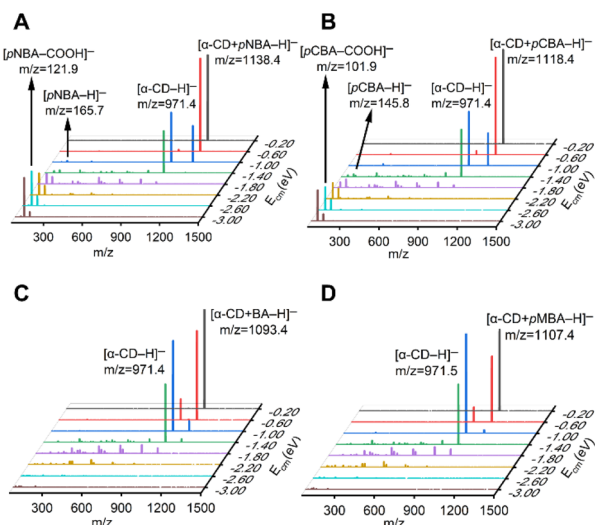 A
[pNBA–COOH]–
m/z=121.9
[pNBA–H]–
m/z=165.7
[α-CD–H]–
m/z=971.4
[α-CD+pNBA–H]–
m/z=1138.4
-0.20
-0.60
-1.00
-1.40
-1.80
-2.20
-2.60
-3.00
Ecm(eV)
300 600 900 1200 1500
m/z
B
[pCBA–COOH]–
m/z=101.9
[pCBA–H]–
m/z=145.8
[α-CD–H]–
m/z=971.4
[α-CD+pCBA–H]–
m/z=1118.4
-0.20
-0.60
-1.00
-1.40
-1.80
-2.20
-2.60
-3.00
Ecm(eV)
300 600 900 1200 1500
m/z
C
[α-CD–H]–
m/z=971.4
[α-CD+BA–H]–
m/z=1093.4
-0.20
-0.60
-1.00
-1.40
-1.80
-2.20
-2.60
-3.00
Ecm(eV)
300 600 900 1200 1500
m/z
D
[α-CD–H]–
m/z=971.5
[α-CD+pMBA–H]–
m/z=1107.4
-0.20
-0.60
-1.00
-1.40
-1.80
-2.20
-2.60
-3.00
Ecm(eV)
300 600 900 1200 1500
m/z